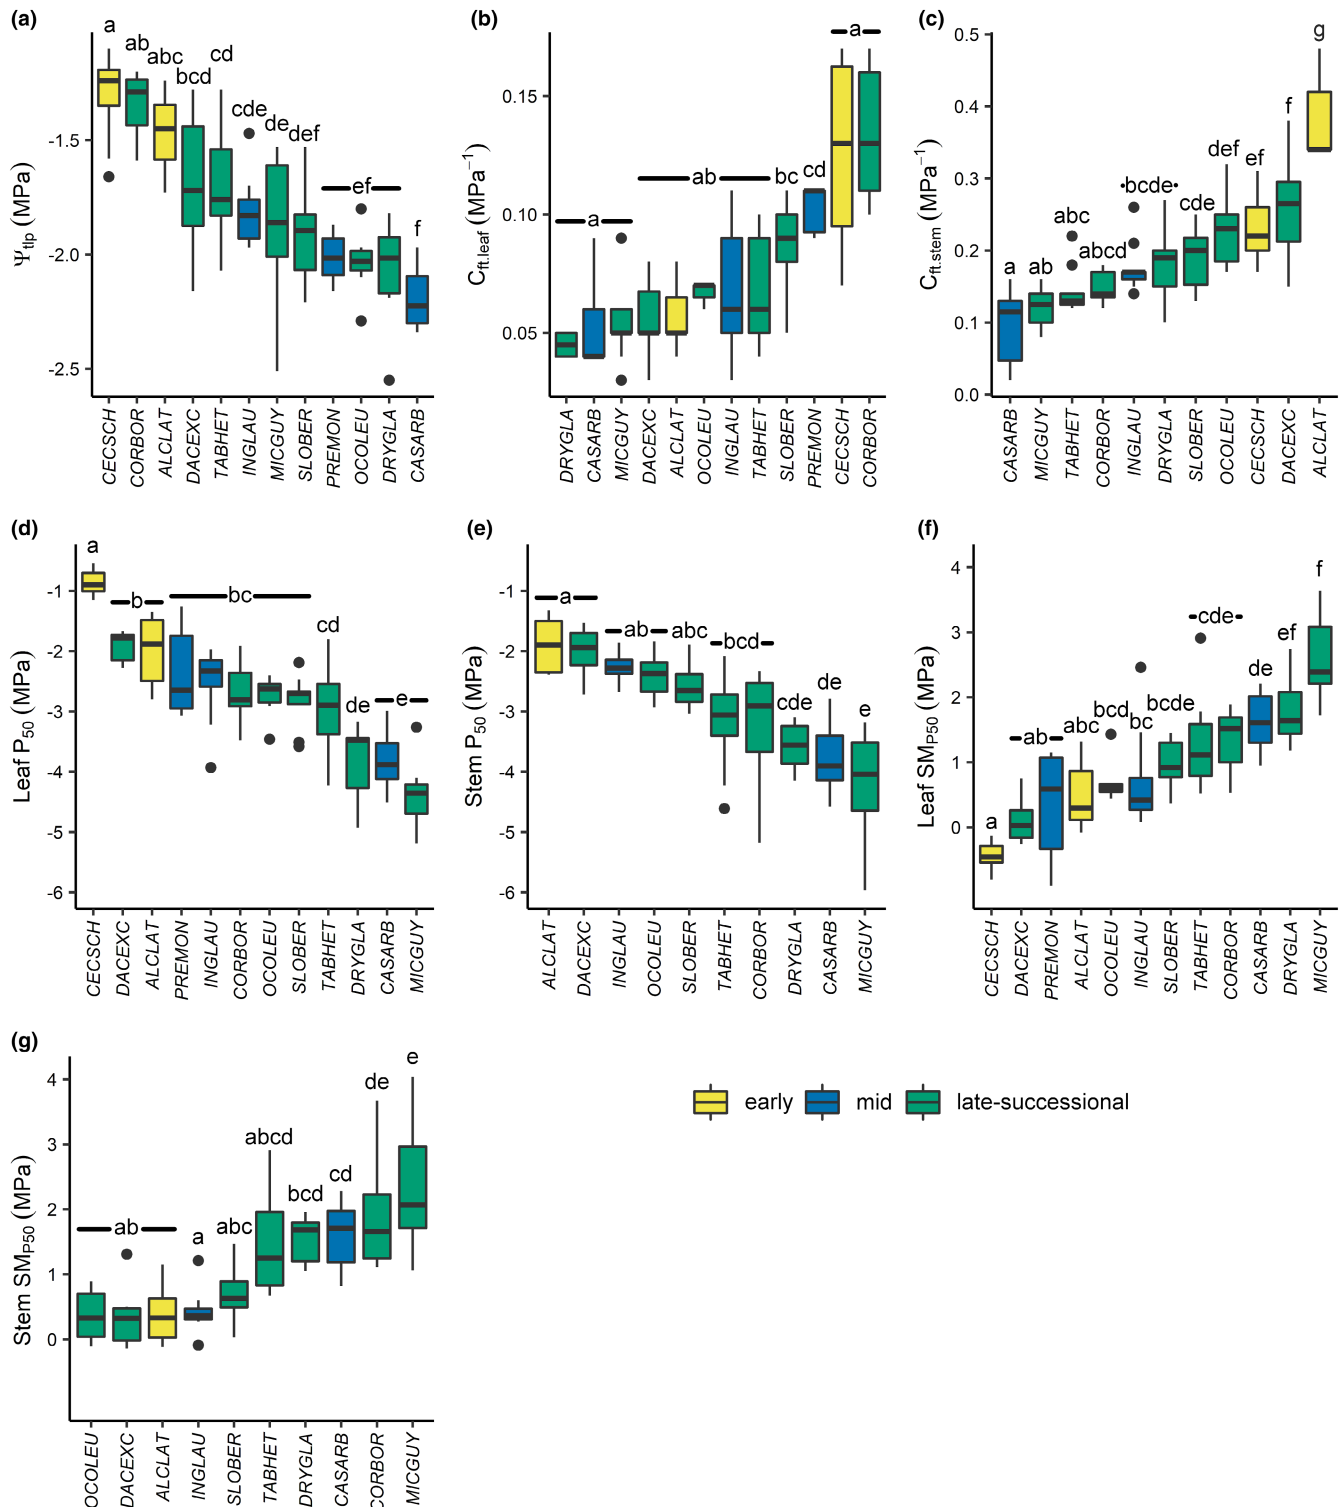 (a)
Ψtlp (MPa)
-1.5
-2.0
-2.5
a
ab
abc
bcd
cd
cde
de
def
ef
f
CECSCH
CORBOR
ALCLAT
DACEXC
TABHET
INGLAU
MICGUY
SLOBER
PREMON
OCOLEU
DRYGLA
CASARB
(b)
Cft.leaf (MPa−1)
0.15
0.10
0.05
a
ab
bc
cd
a
DRYGLA
CASARB
MICGUY
DACEXC
ALCLAT
OCOLEU
INGLAU
TABHET
SLOBER
PREMON
CECSCH
CORBOR
(c)
Cft.stem (MPa−1)
0.5
0.4
0.3
0.2
0.1
0.0
a
ab
abc
abcd
bcde
cde
def
ef
f
g
CASARB
MICGUY
TABHET
CORBOR
INGLAU
DRYGLA
SLOBER
OCOLEU
CECSCH
DACEXC
ALCLAT
(d)
Leaf P50 (MPa)
-1
-2
-3
-4
-5
-6
a
b
bc
cd
de
e
CECSCH
DACEXC
ALCLAT
PREMON
INGLAU
CORBOR
OCOLEU
SLOBER
TABHET
DRYGLA
CASARB
MICGUY
(e)
Stem P50 (MPa)
-1
-2
-3
-4
-5
-6
a
ab
abc
bcd
cde
de
e
ALCLAT
DACEXC
INGLAU
OCOLEU
SLOBER
TABHET
CORBOR
DRYGLA
CASARB
MICGUY
(f)
Leaf SMP50 (MPa)
4
3
2
1
0
a
ab
abc
bcd
bc
bcde
cde
de
ef
f
CECSCH
DACEXC
PREMON
ALCLAT
OCOLEU
INGLAU
SLOBER
TABHET
CORBOR
CASARB
DRYGLA
MICGUY
(g)
Stem SMP50 (MPa)
4
3
2
1
0
ab
a
abc
abcd
bcd
cd
de
e
OCOLEU
DACEXC
ALCLAT
INGLAU
SLOBER
TABHET
DRYGLA
CASARB
CORBOR
MICGUY
early mid late-successional